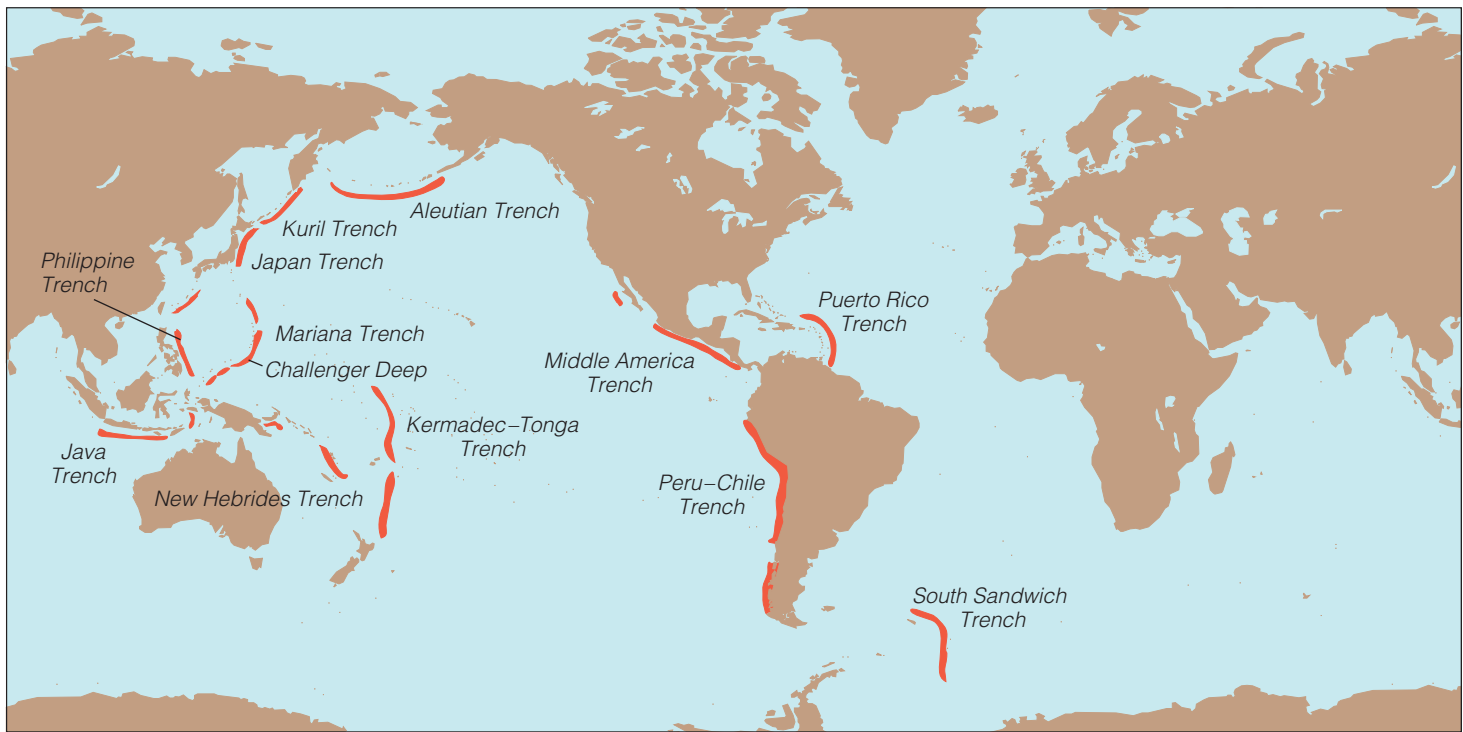 Aleutian Trench
Kuril Trench
Japan Trench
Philippine
Trench
Mariana Trench
Challenger Deep
Puerto Rico
Trench
Middle America
Trench
Kermadec–Tonga
Trench
Java
Trench
New Hebrides Trench
Peru–Chile
Trench
South Sandwich
Trench